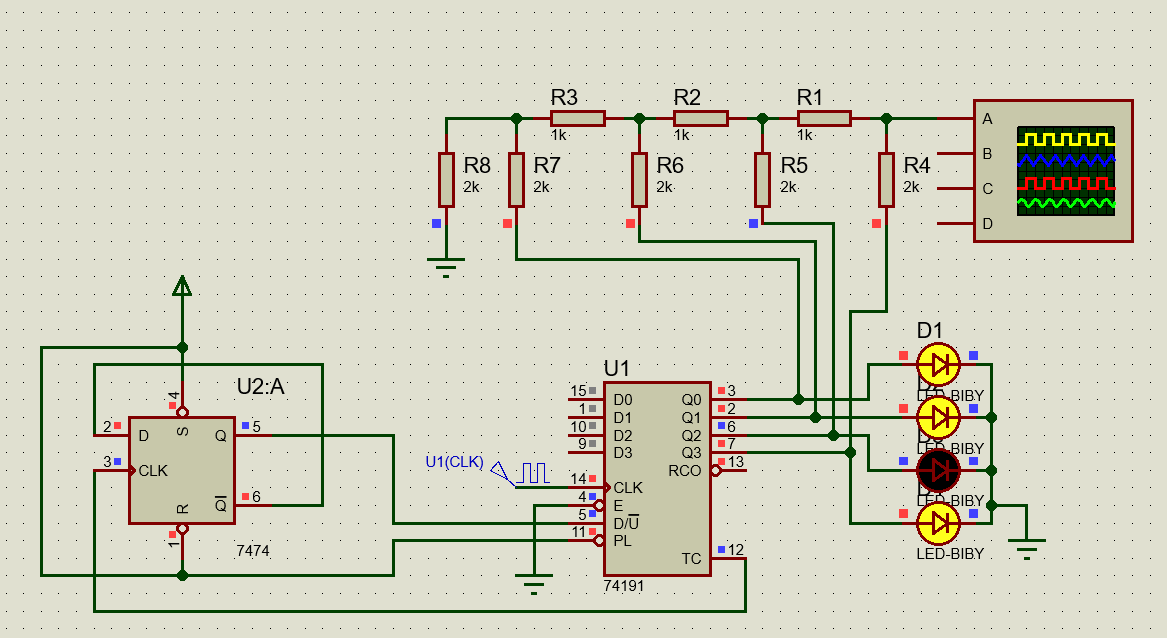 R3 R2 R1
1k 1k 1k
A
B
C
D
R8 R7 R6 R5 R4
2k 2k 2k 2k 2k
D1
LED-BIBY
LED-BIBY
LED-BIBY
LED-BIBY
U2:A
4
2 D S Q 5
3 CLK
R Q 6
1
7474
U1
15 D0 Q0 3
1 D1 Q1 2
10 D2 Q2 6
9 D3 Q3 7
RCO 13
U1(CLK)
14 CLK
4 E
5 D/U
11 PL
TC 12
74191